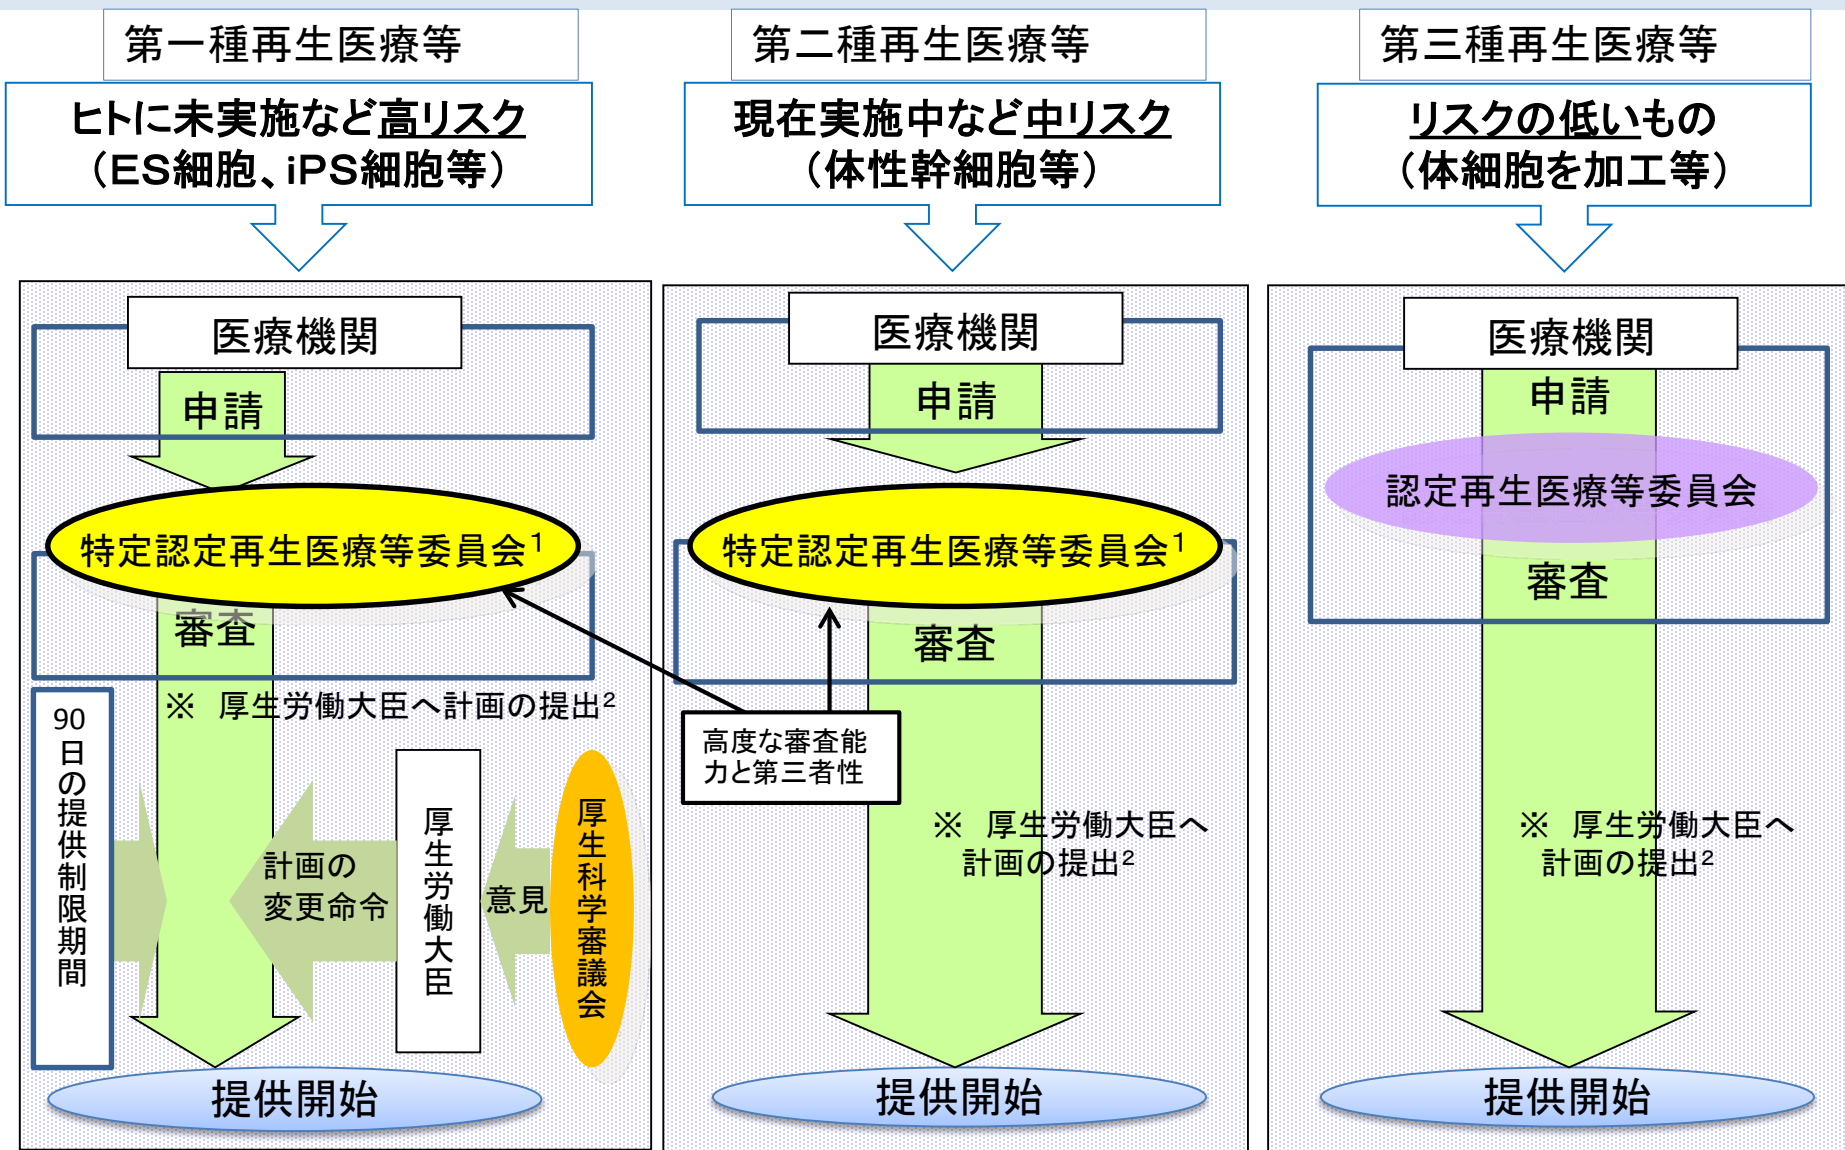 第一種再生医療等
ヒトに未実施など高リスク
（ES細胞、iPS細胞等）
医療機関
申請
特定認定再生医療等委員会1
審査
※　厚生労働大臣へ計画の提出2
90日の提供制限期間
計画の
変更命令
厚生労働大臣
意見
厚生科学審議会
提供開始
第二種再生医療等
現在実施中など中リスク
（体性幹細胞等）
医療機関
申請
特定認定再生医療等委員会1
審査
高度な審査能
力と第三者性
※　厚生労働大臣へ
計画の提出2
提供開始
第三種再生医療等
リスクの低いもの
（体細胞を加工等）
医療機関
申請
認定再生医療等委員会
審査
※　厚生労働大臣へ
計画の提出2
提供開始